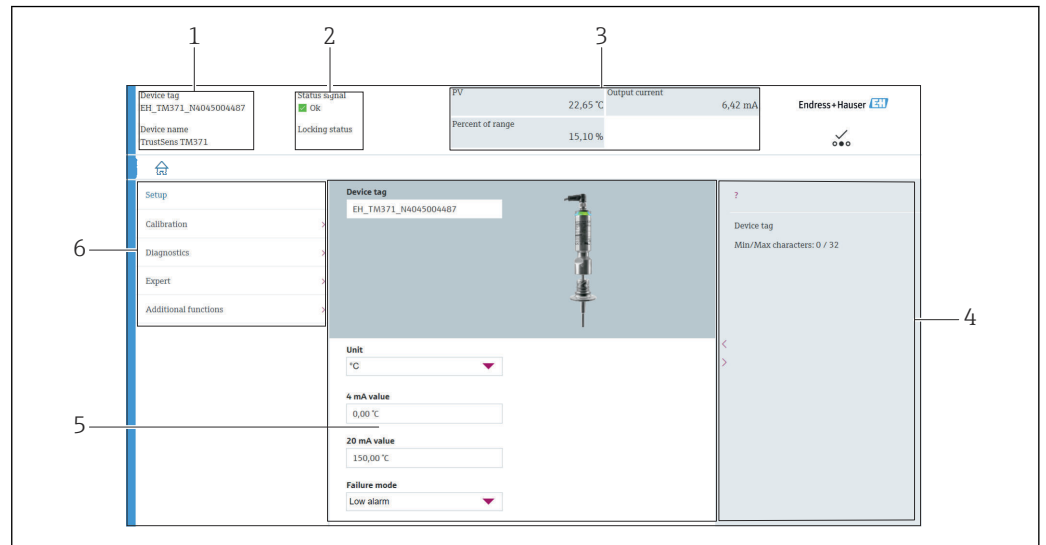 1
2
3
Device tag
EH_TM371_N4045004487
Device name
TrustSens TM371
Status signal
Ok
Locking status
PV
22,65 °C
Output current
6,42 mA
Percent of range
15,10 %
Endress+Hauser EH
Setup
Calibration
Diagnostics
Expert
Additional functions
6
Device tag
EH_TM371_N4045004487
Unit
°C
4 mA value
0,00 °C
5
20 mA value
150,00 °C
Failure mode
Low alarm
?
Device tag
Min/Max characters: 0 / 32
4